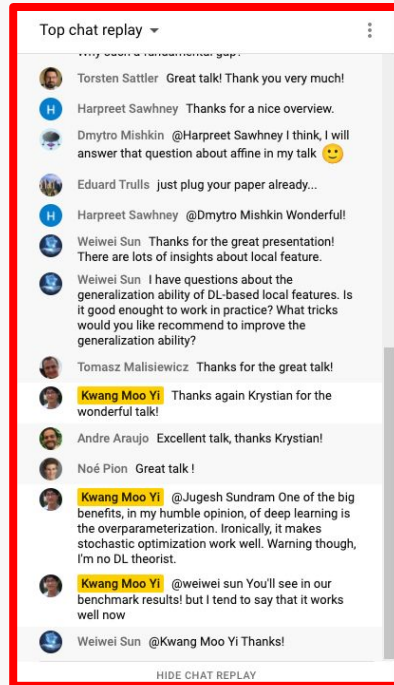 Top chat replay
Why such a fundamental gap?
Torsten Sattler Great talk! Thank you very much!
H Harpreet Sawhney Thanks for a nice overview.
Dmytro Mishkin @Harpreet Sawhney I think, I will
answer that question about affine in my talk 🙂
Eduard Trulls just plug your paper already...
H Harpreet Sawhney @Dmytro Mishkin Wonderful!
Weiwei Sun Thanks for the great presentation!
There are lots of insights about local feature.
Weiwei Sun I have questions about the
generalization ability of DL-based local features. Is
it good enought to work in practice? What tricks
would you like recommend to improve the
generalization ability?
Tomasz Malisiewicz Thanks for the great talk!
Kwang Moo Yi Thanks again Krystian for the
wonderful talk!
Andre Araujo Excellent talk, thanks Krystian!
Noé Pion Great talk !
Kwang Moo Yi @Jugesh Sundram One of the big
benefits, in my humble opinion, of deep learning is
the overparameterization. Ironically, it makes
stochastic optimization work well. Warning though,
I'm no DL theorist.
Kwang Moo Yi @weiwei sun You'll see in our
benchmark results! but I tend to say that it works
well now
Weiwei Sun @Kwang Moo Yi Thanks!
HIDE CHAT REPLAY